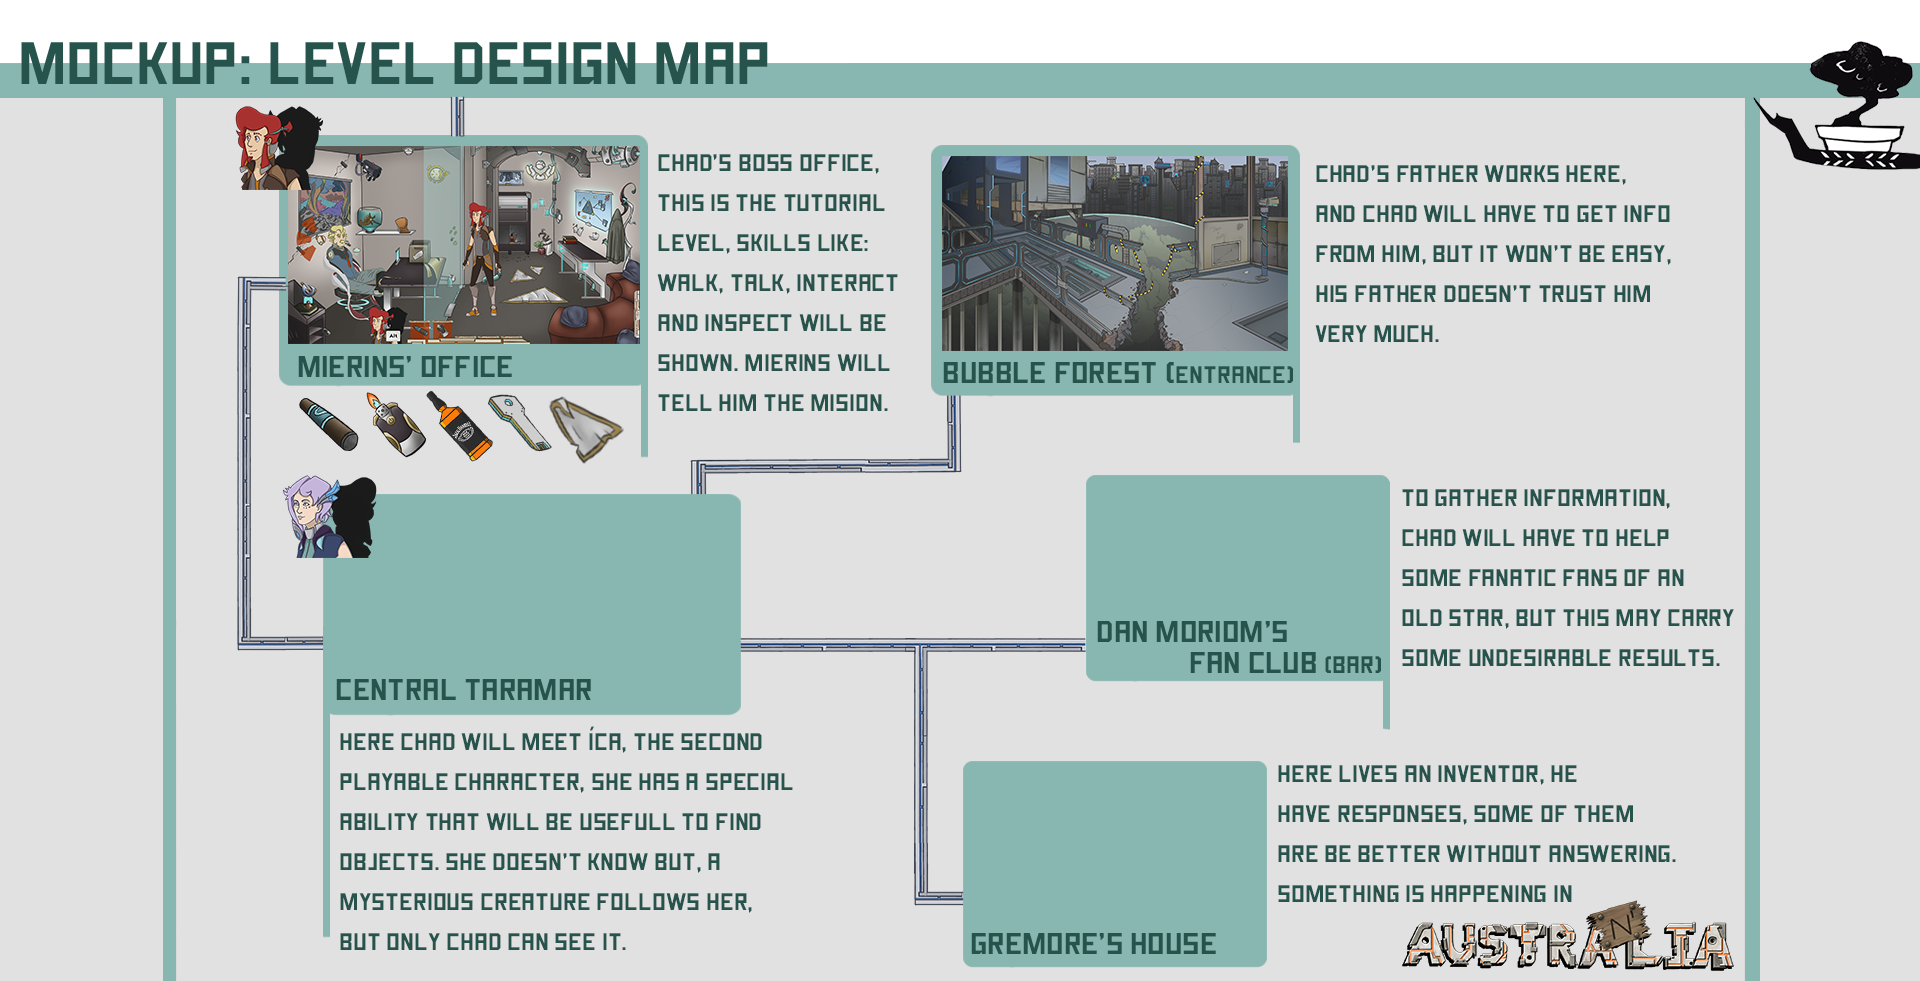 MOCKUP: LEVEL DESIGN MAP
CHAD'S BOSS OFFICE,
THIS IS THE TUTORIAL
LEVEL, SKILLS LIKE:
WALK, TALK, INTERACT
AND INSPECT WILL BE
SHOWN. MIERINS WILL
TELL HIM THE MISION.
MIERINS' OFFICE
CHAD'S FATHER WORKS HERE,
AND CHAD WILL HAVE TO GET INFO
FROM HIM, BUT IT WON'T BE EASY,
HIS FATHER DOESN'T TRUST HIM
VERY MUCH.
BUBBLE FOREST (ENTRANCE)
TO GATHER INFORMATION,
CHAD WILL HAVE TO HELP
SOME FANATIC FANS OF AN
OLD STAR, BUT THIS MAY CARRY
SOME UNDESIRABLE RESULTS.
DAN MORIOM'S
FAN CLUB (BAR)
CENTRAL TARAMAR
HERE CHAD WILL MEET ÍCA, THE SECOND
PLAYABLE CHARACTER, SHE HAS A SPECIAL
ABILITY THAT WILL BE USEFULL TO FIND
OBJECTS. SHE DOESN'T KNOW BUT, A
MYSTERIOUS CREATURE FOLLOWS HER,
BUT ONLY CHAD CAN SEE IT.
HERE LIVES AN INVENTOR, HE
HAVE RESPONSES, SOME OF THEM
ARE BE BETTER WITHOUT ANSWERING.
SOMETHING IS HAPPENING IN
GREMORE'S HOUSE
N
AUSTRALIA